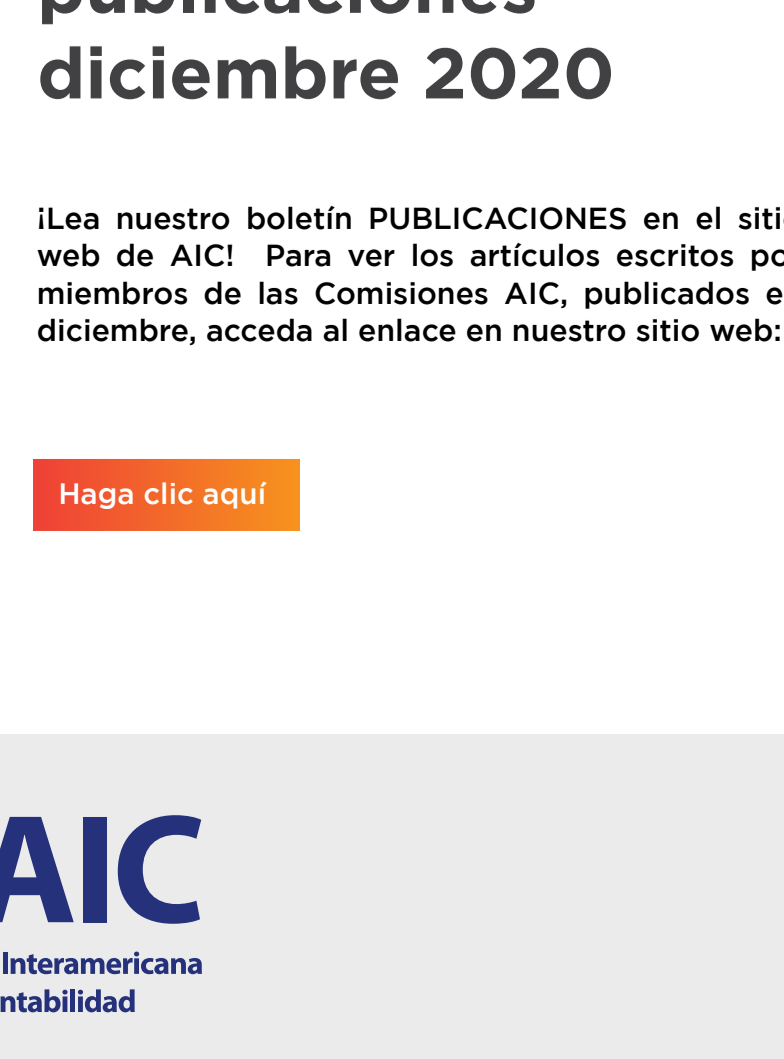 publicaciones
diciembre 2020
¡Lea nuestro boletín PUBLICACIONES en el siti
web de AIC! Para ver los artículos escritos po
miembros de las Comisiones AIC, publicados e
diciembre, acceda al enlace en nuestro sitio web:
Haga clic aquí
AIC
Interamericana
ntabilidad